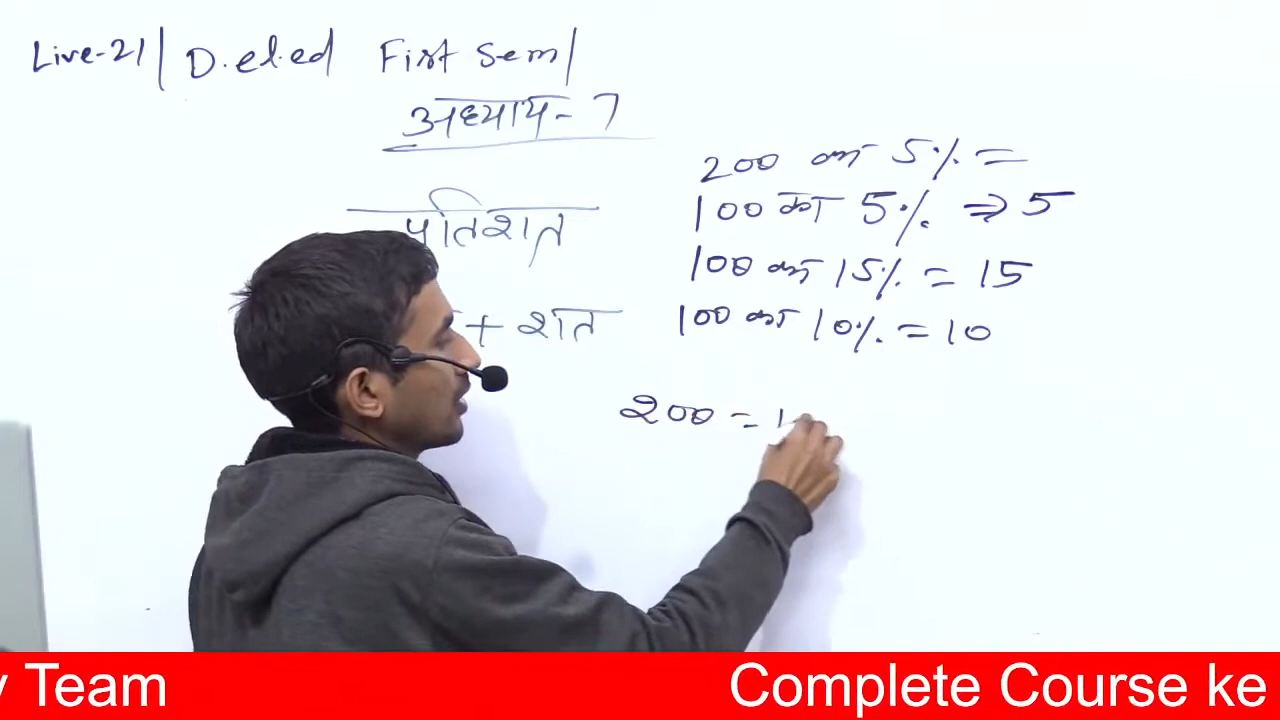 Live-21 | D.el.ed First Sem |
अध्याय- 7
प्रतिशत
+ शत
200 का 5% =
100 का 5% ⇒ 5
100 का 15% = 15
100 का 10% = 10
200 = 1
Team Complete Course ke